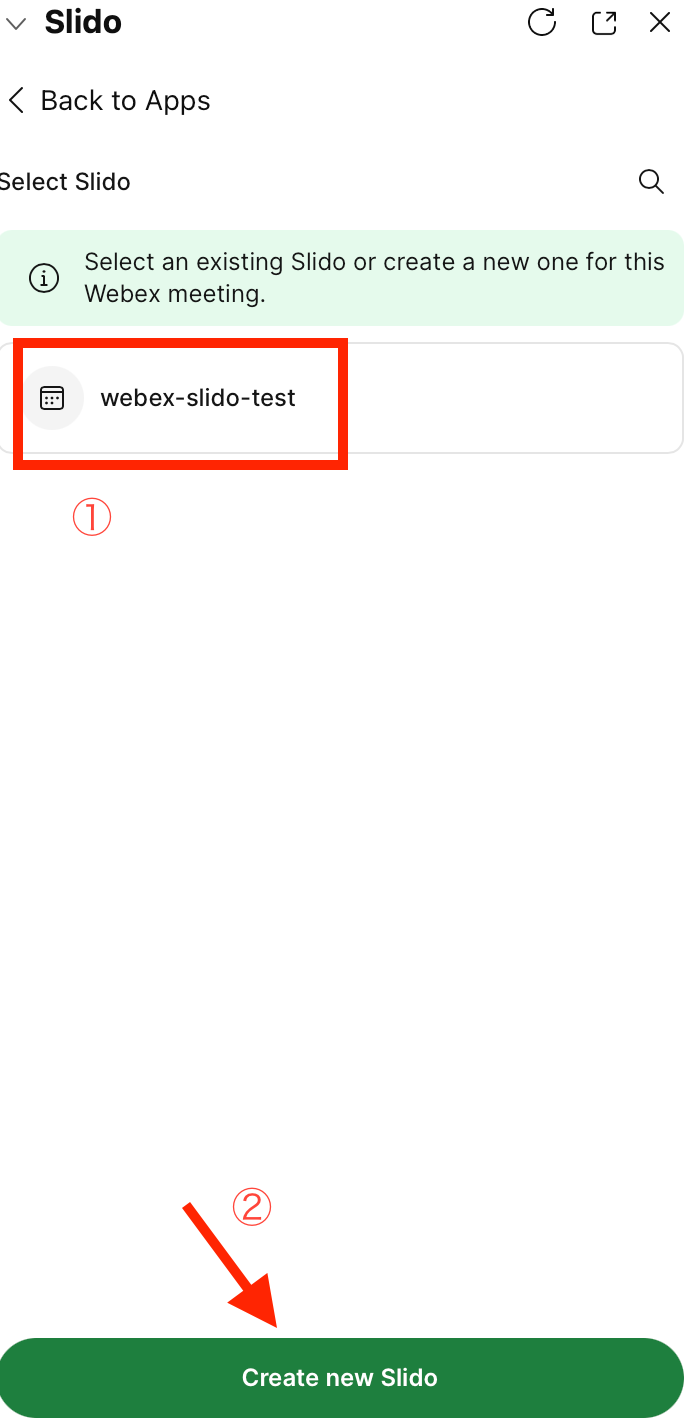 Slido
Back to Apps
Select Slido
Select an existing Slido or create a new one for this
Webex meeting.
webex-slido-test
①
②
Create new Slido